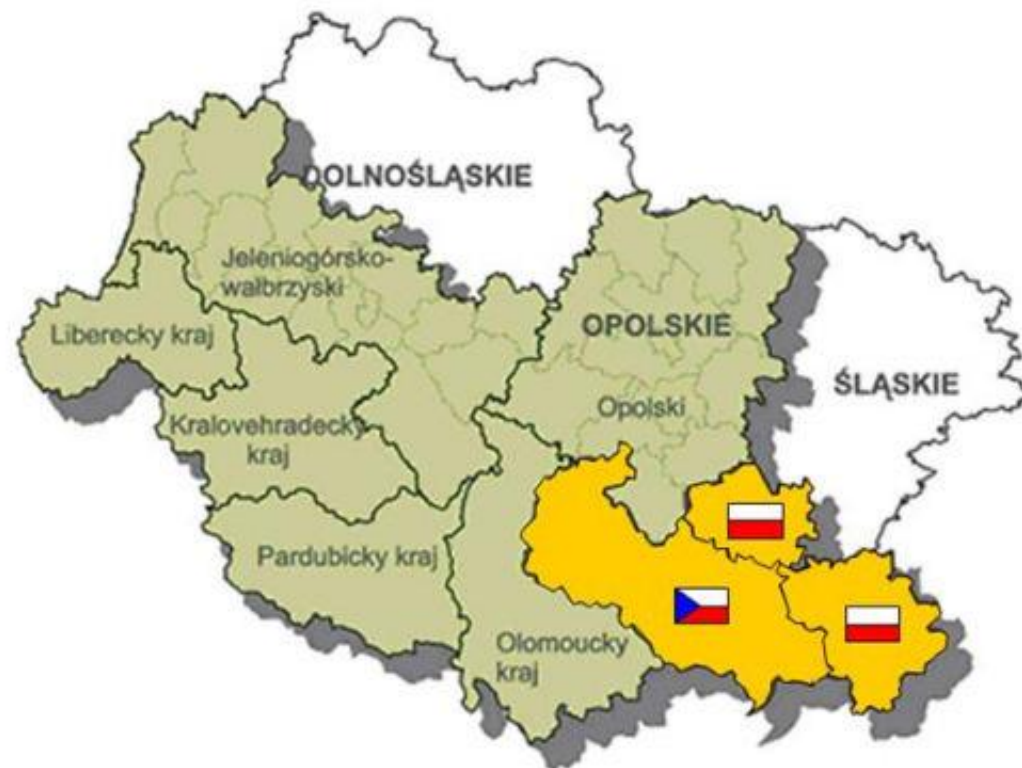 DOLNOŚLĄSKIE
Jeleniogórsko-
wałbrzyski
Liberecky kraj
OPOLSKIE
ŚLĄSKIE
Opolski
Kralovehradecky
kraj
Pardubicky kraj
Olomoucky
kraj